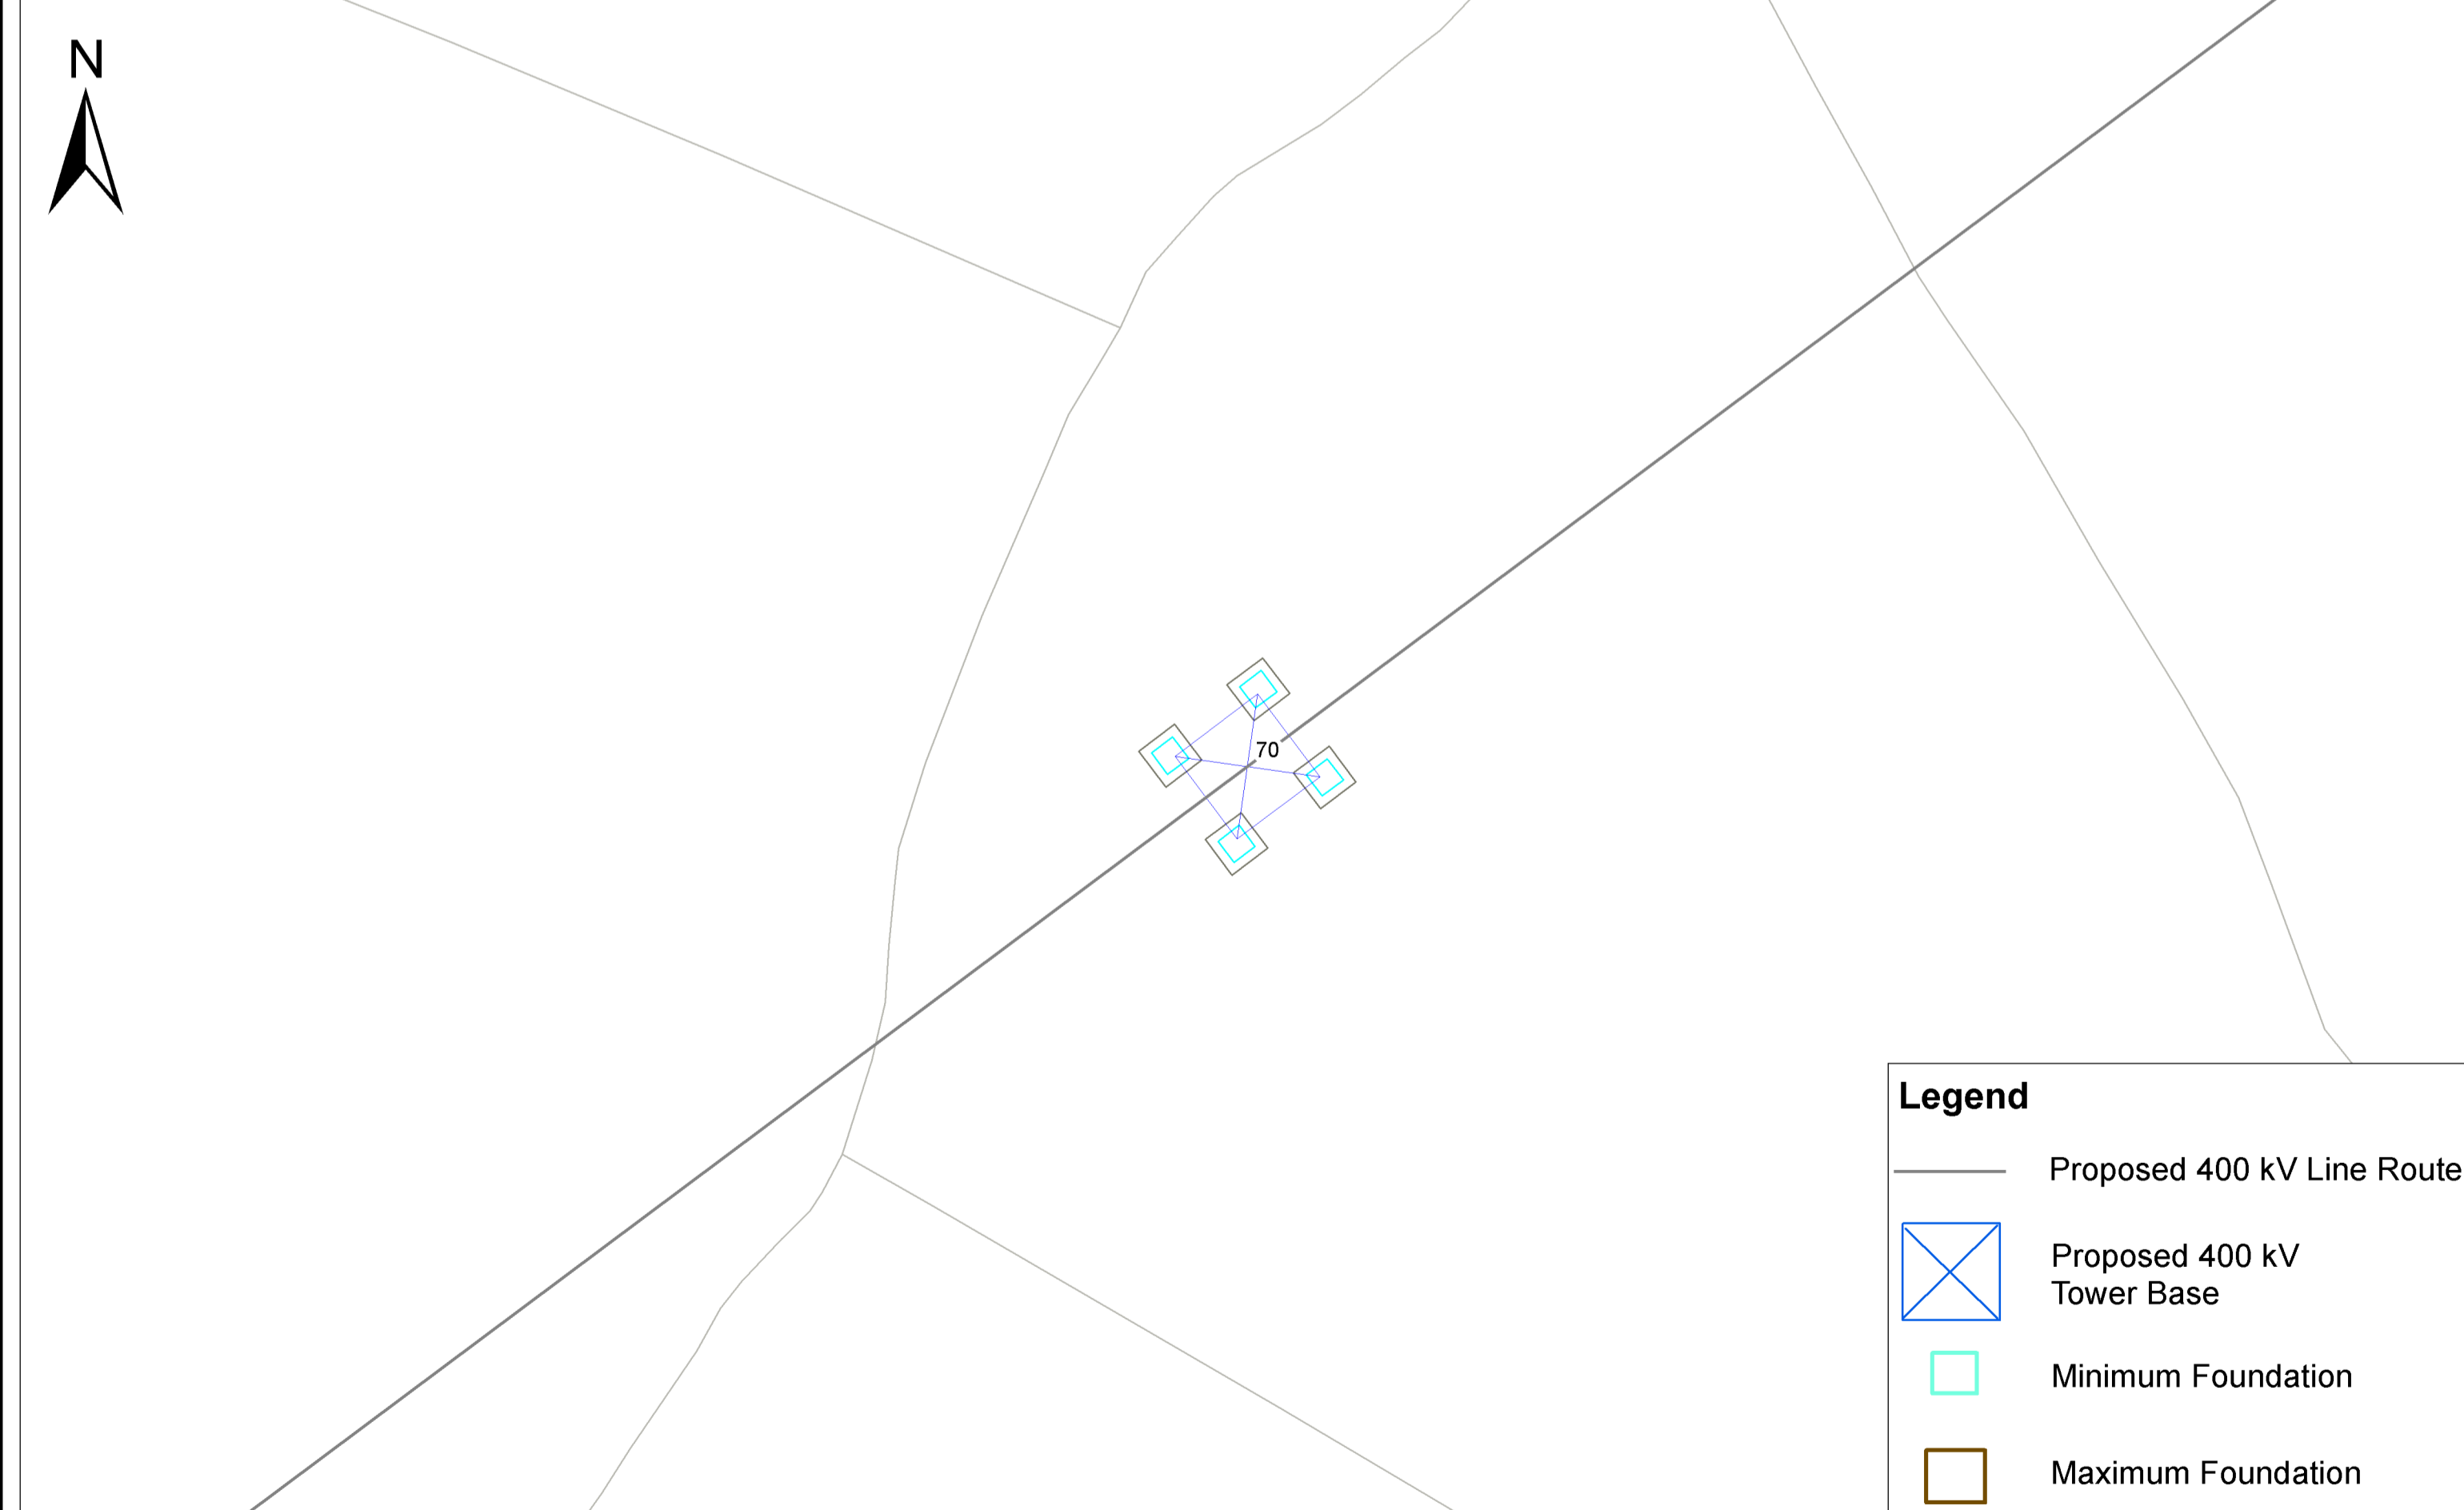 N
70
Legend
Proposed 400 kV Line Route
Proposed 400 kV
Tower Base
Minimum Foundation
Maximum Foundation